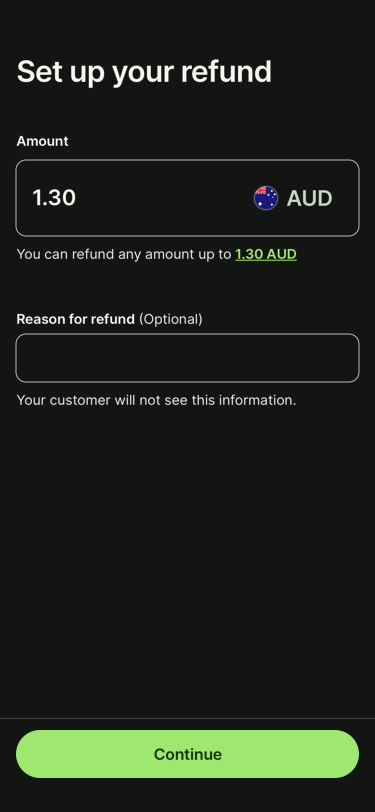 Set up your refund
Amount
1.30 AUD
You can refund any amount up to 1.30 AUD
Reason for refund (Optional)
Your customer will not see this information.
Continue